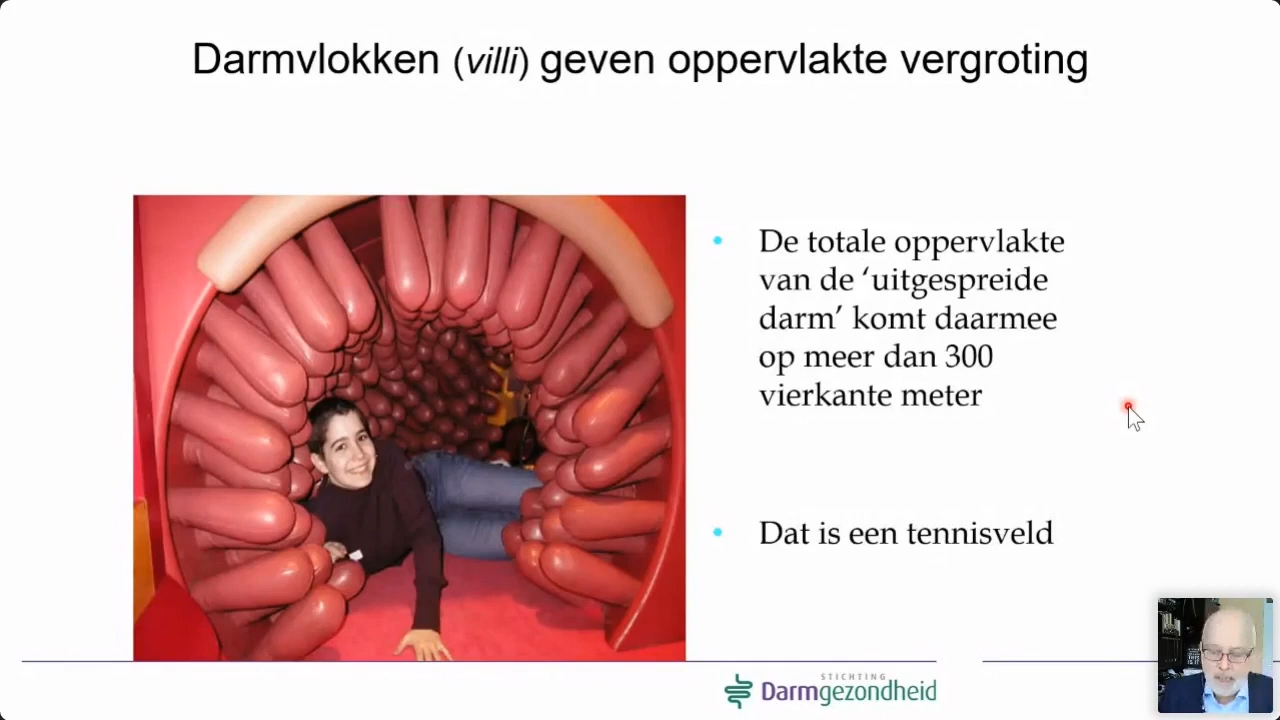 Darmvlokken (villi) geven oppervlakte vergroting
• De totale oppervlakte
van de ‘uitgespreide
darm’ komt daarmee
op meer dan 300
vierkante meter
• Dat is een tennisveld
STICHTING
Darmgezondheid